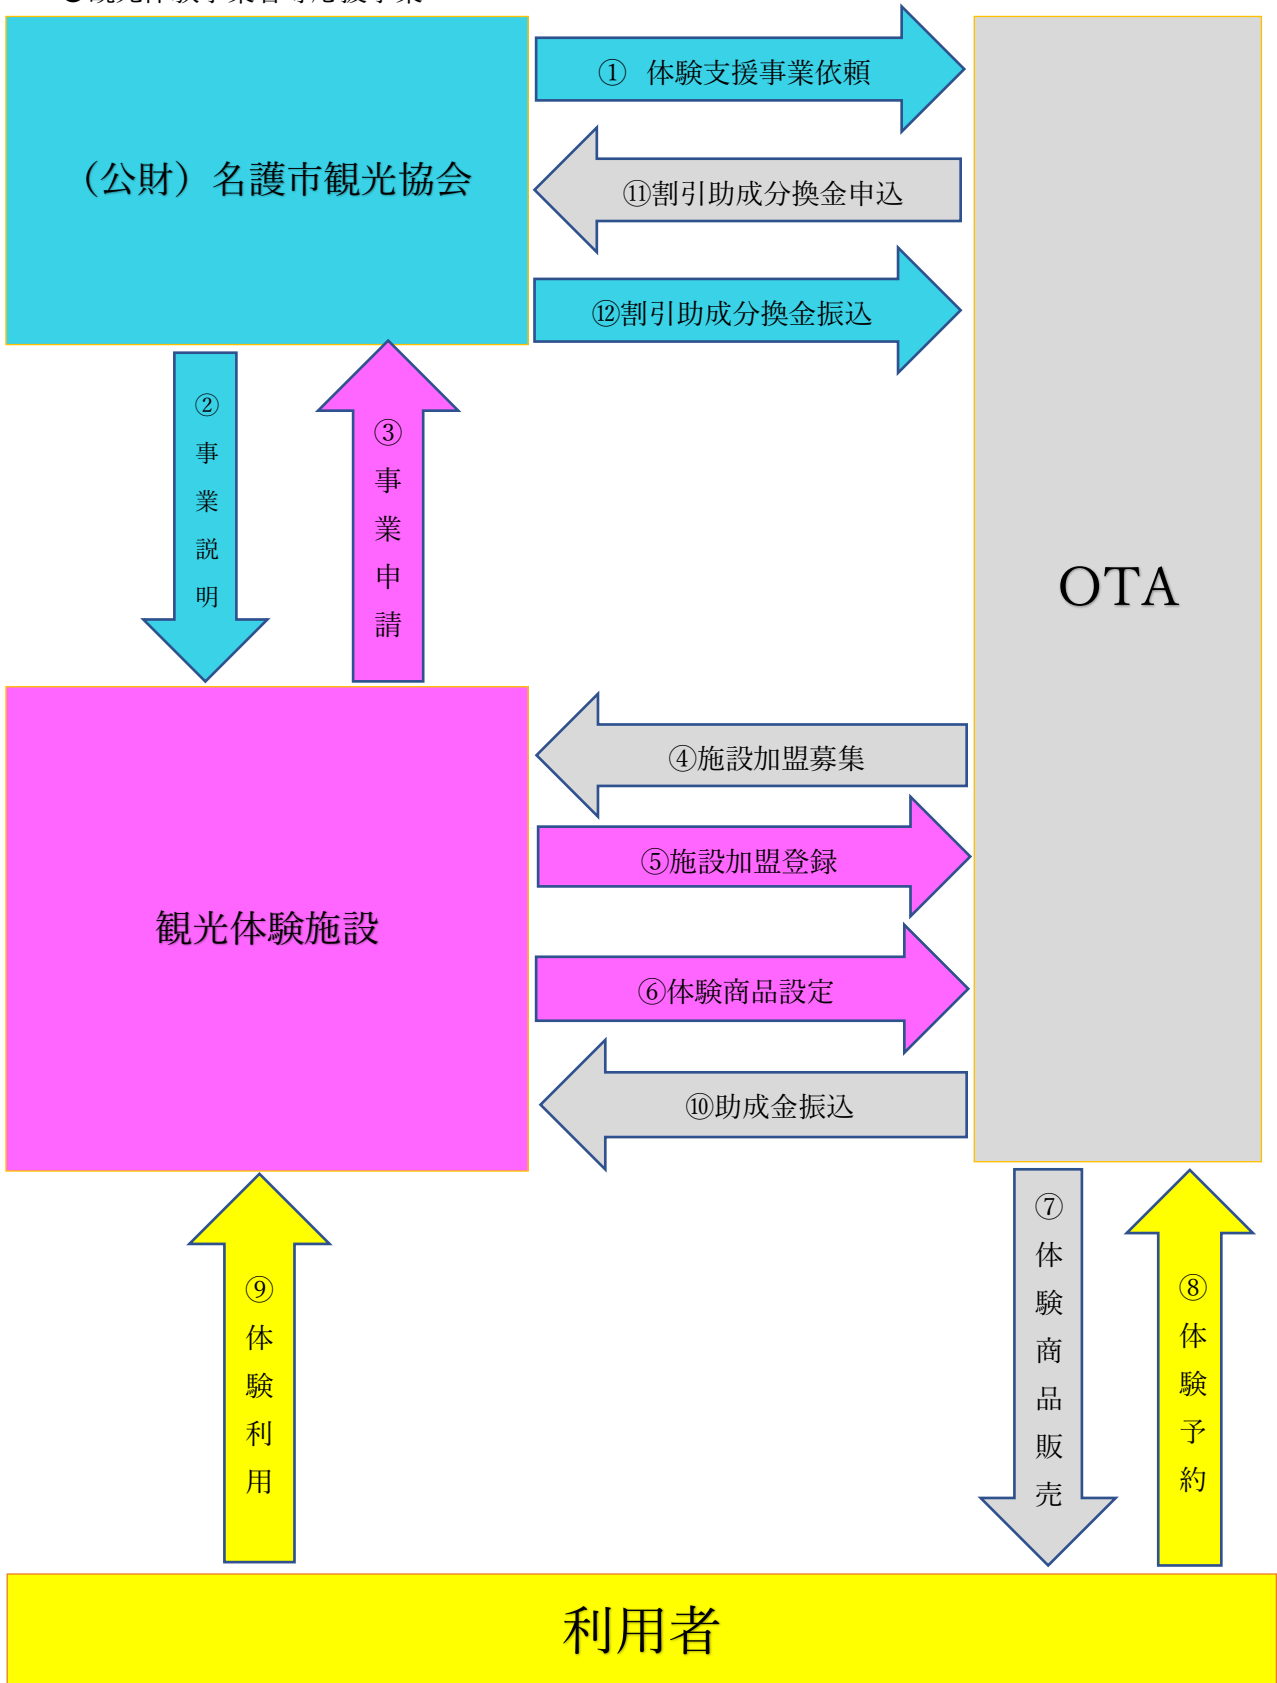 ① 体験支援事業依頼
（公財）名護市観光協会
⑪割引助成分換金申込
⑫割引助成分換金振込
②事業説明
③事業申請
OTA
④施設加盟募集
⑤施設加盟登録
観光体験施設
⑥体験商品設定
⑩助成金振込
⑦体験商品販売
⑧体験予約
⑨体験利用
利用者